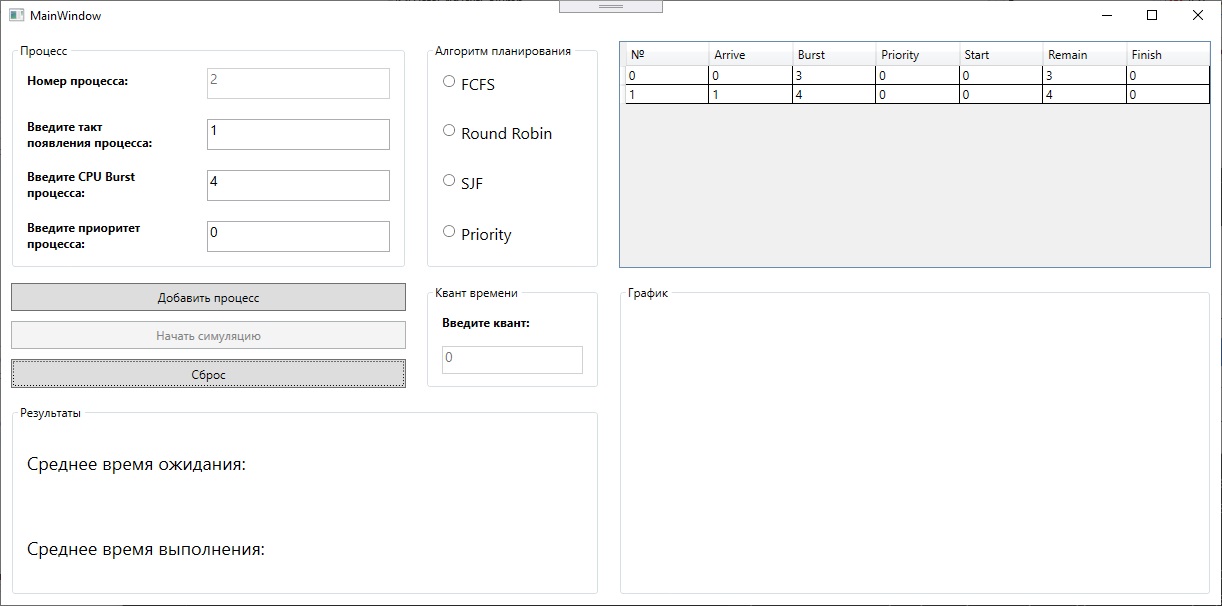 MainWindow
Процесс
Номер процесса:
2
Введите такт
появления процесса:
1
Введите CPU Burst
процесса:
4
Введите приоритет
процесса:
0
Добавить процесс
Начать симуляцию
Сброс
Алгоритм планирования
FCFS
Round Robin
SJF
Priority
Квант времени
Введите квант:
0
№ Arrive Burst Priority Start Remain Finish
0 0 3 0 0 3 0
1 1 4 0 0 4 0
График
Результаты
Среднее время ожидания:
Среднее время выполнения: